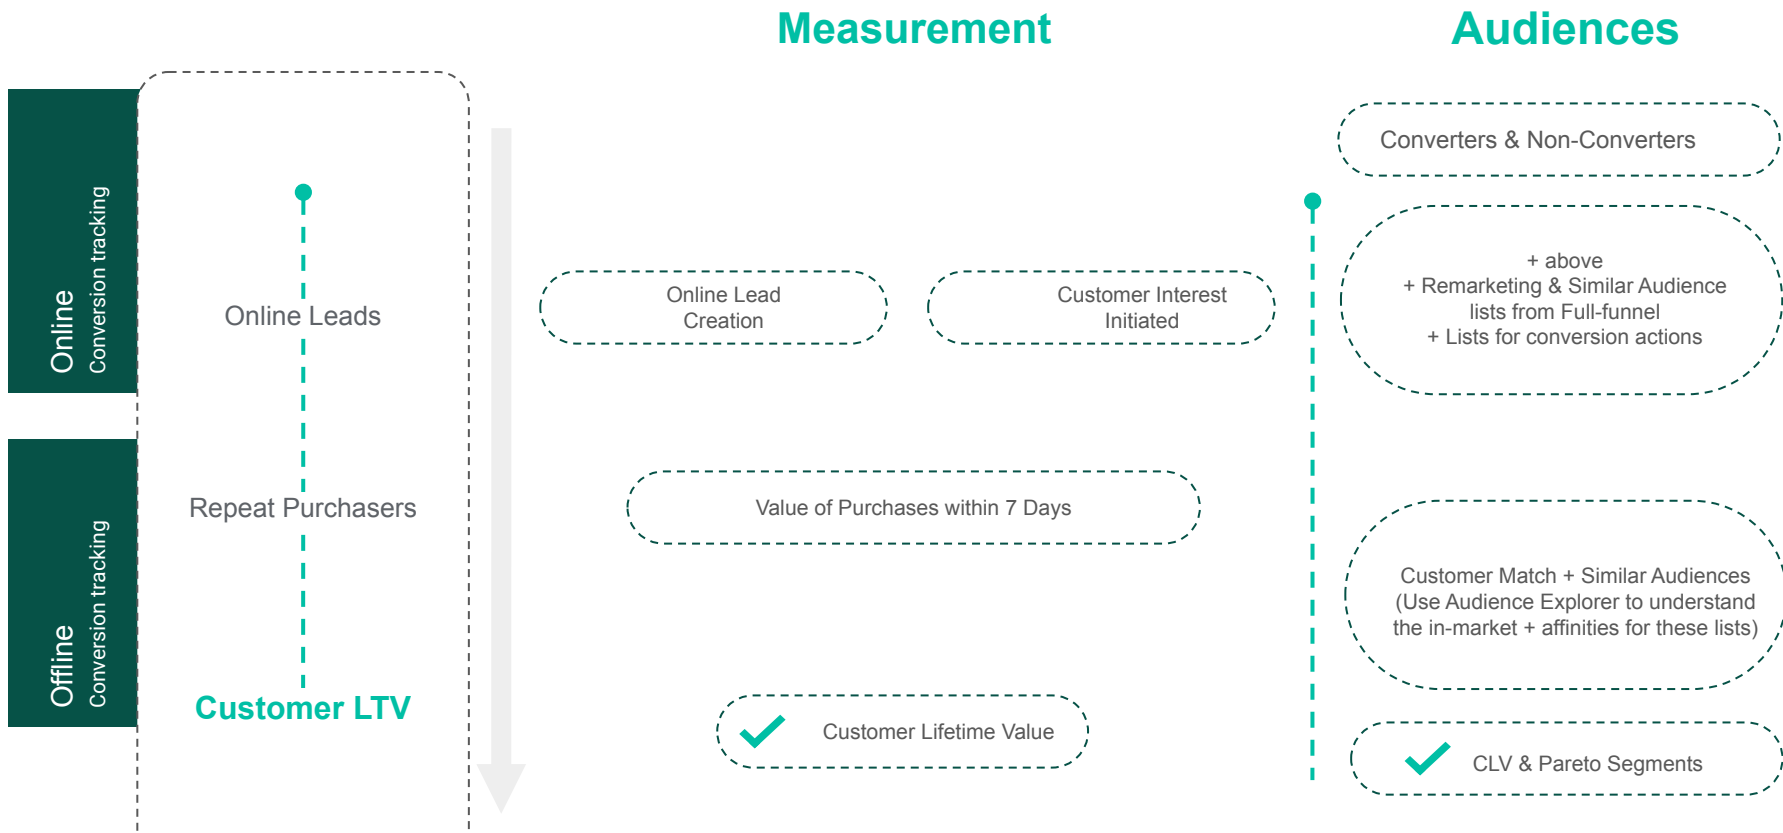 Measurement
Audiences
Online
Conversion tracking
Offline
Conversion tracking
Online Leads
Repeat Purchasers
Customer LTV
Online Lead
Creation
Customer Interest
Initiated
Value of Purchases within 7 Days
Customer Lifetime Value
Converters & Non-Converters
+ above
+ Remarketing & Similar Audience
lists from Full-funnel
+ Lists for conversion actions
Customer Match + Similar Audiences
(Use Audience Explorer to understand
the in-market + affinities for these lists)
CLV & Pareto Segments